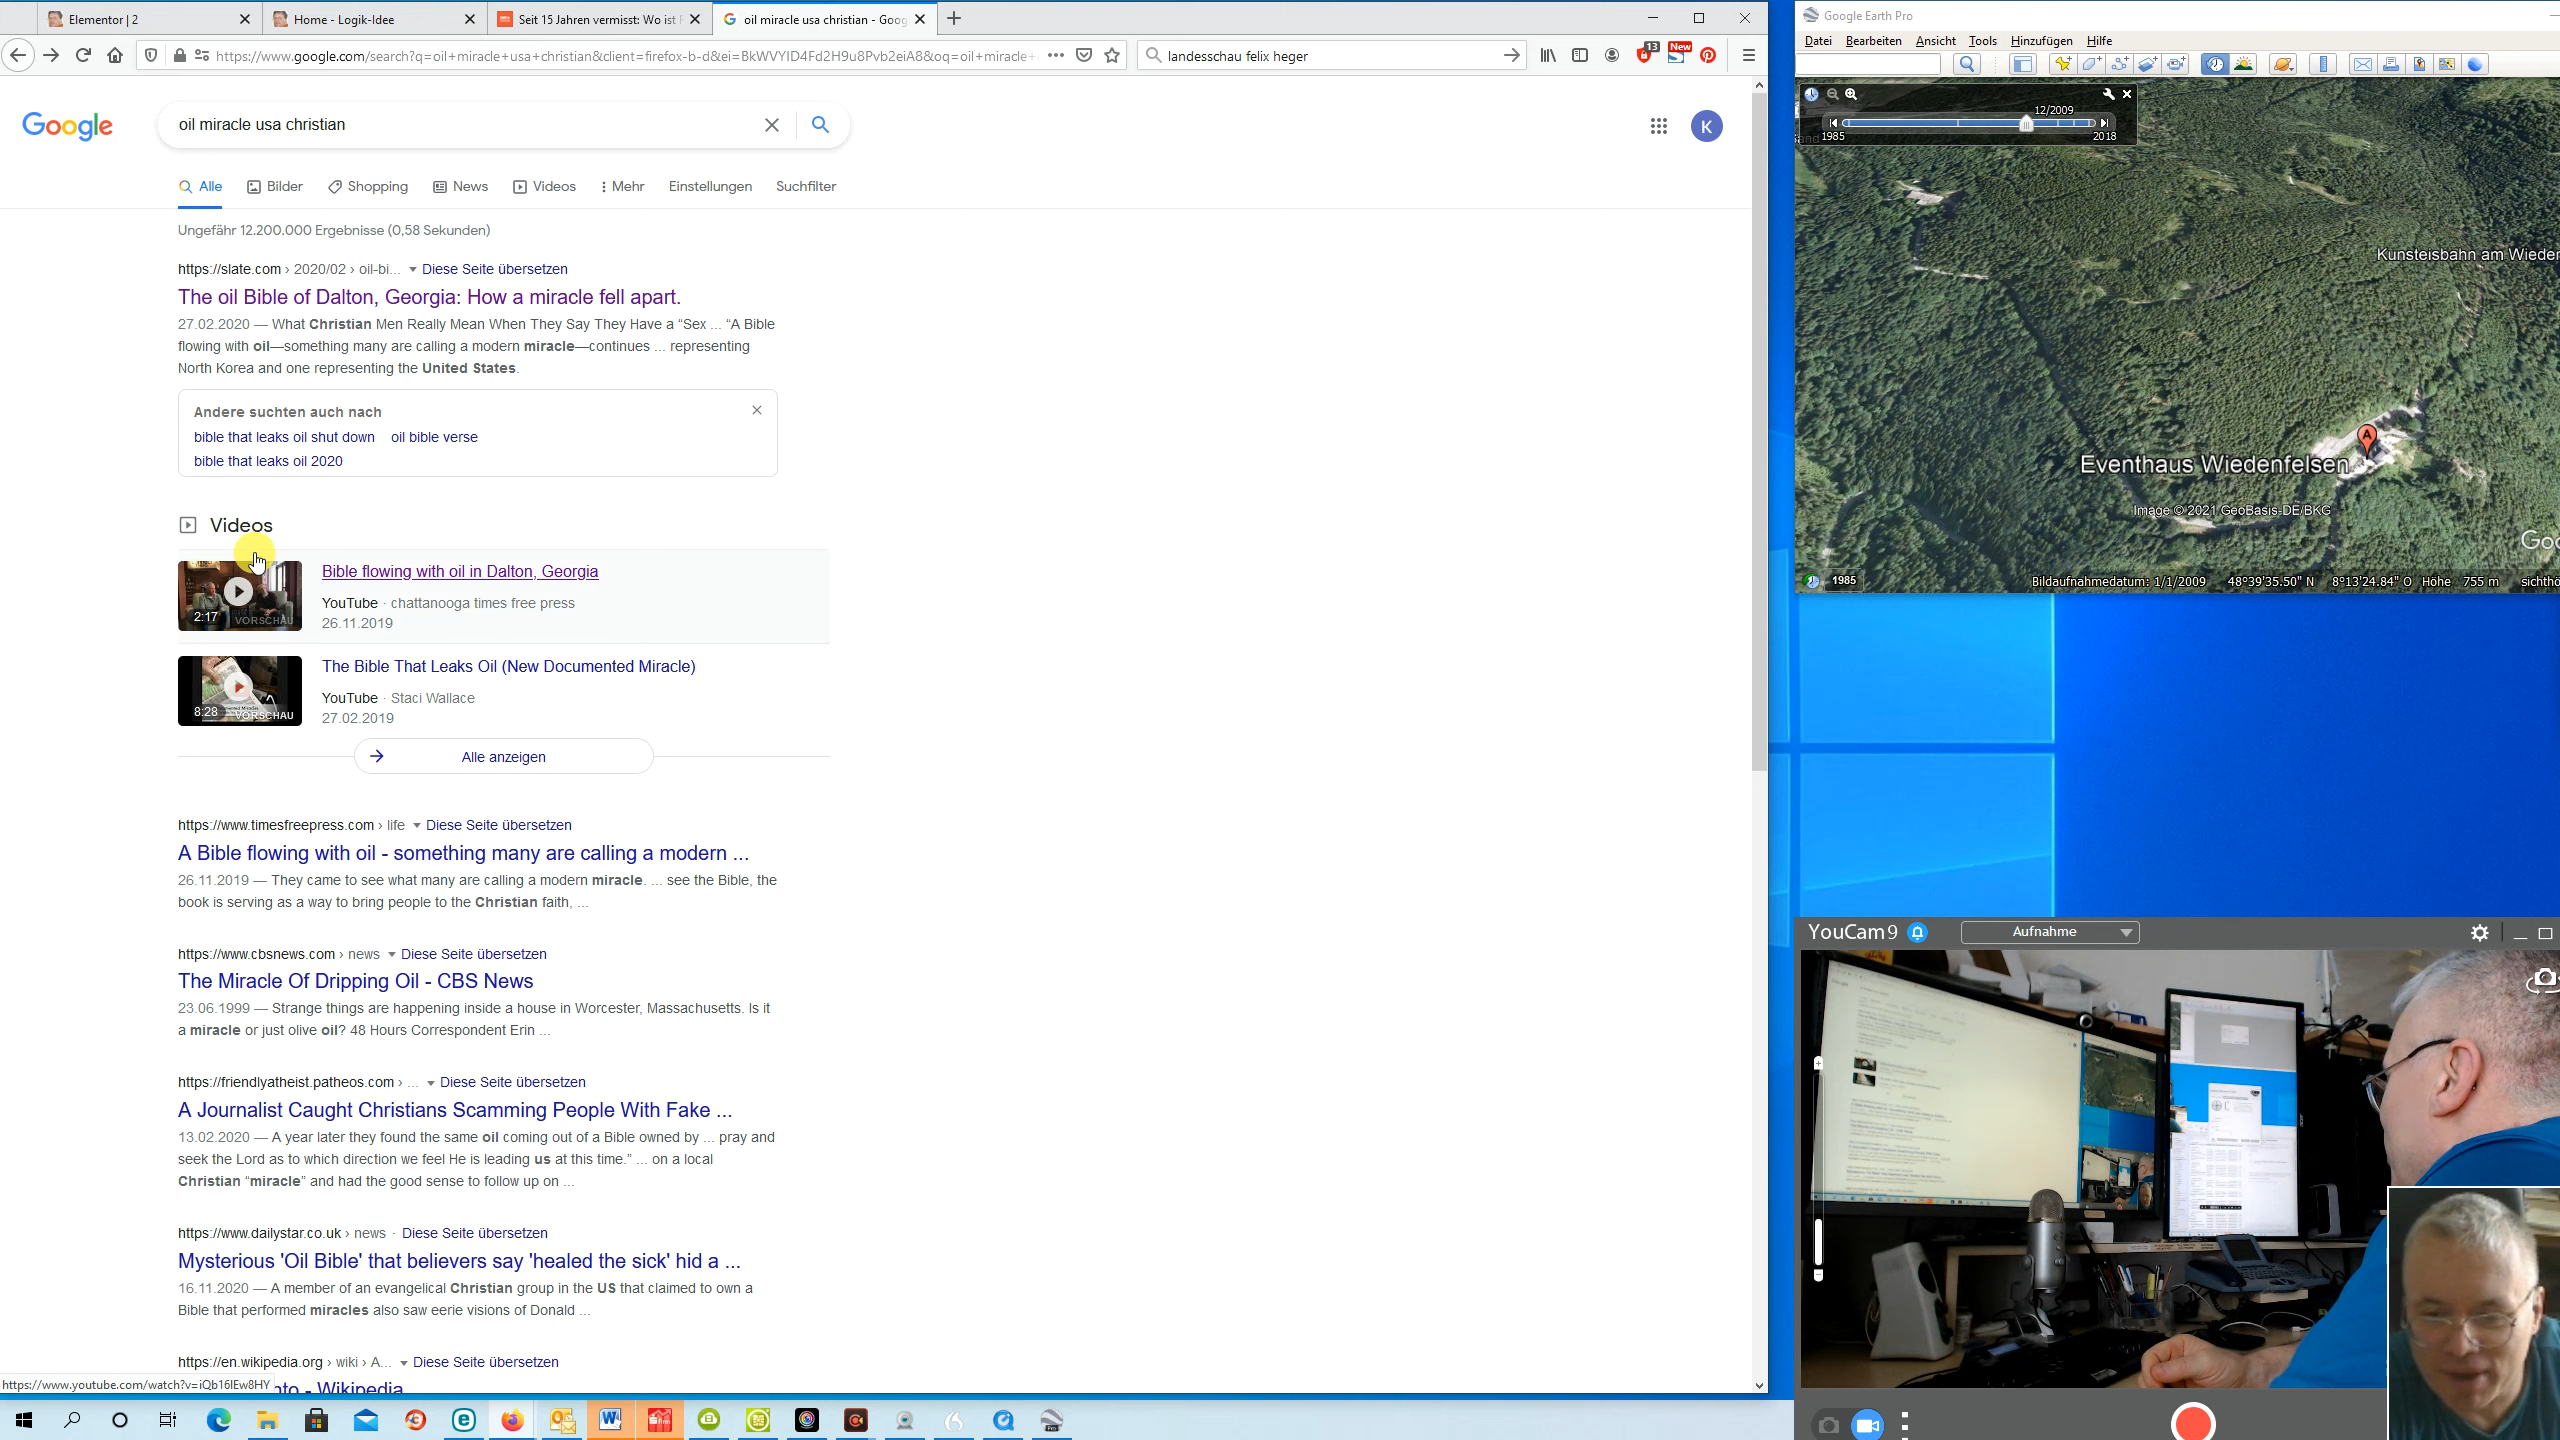 Elementor | 2
Home - Logik-Idee
Seit 15 Jahren vermisst: Wo ist F
oil miracle usa christian - Goog
https://www.google.com/search?q=oil+miracle+usa+christian&client=firefox-b-d&ei=BkWVYID4Fd2H9u8Pvb2eiA8&oq=oil+miracle+
landesschau felix heger
13
New
Google
oil miracle usa christian
K
Alle
Bilder
Shopping
News
Videos
Mehr
Einstellungen
Suchfilter
Ungefähr 12.200.000 Ergebnisse (0,58 Sekunden)
https://slate.com › 2020/02 › oil-bi... Diese Seite übersetzen
The oil Bible of Dalton, Georgia: How a miracle fell apart.
27.02.2020 — What Christian Men Really Mean When They Say They Have a “Sex ... “A Bible
flowing with oil—something many are calling a modern miracle—continues ... representing
North Korea and one representing the United States.
Andere suchten auch nach
bible that leaks oil shut down
oil bible verse
bible that leaks oil 2020
Videos
Bible flowing with oil in Dalton, Georgia
YouTube · chattanooga times free press
26.11.2019
2:17
VORSCHAU
The Bible That Leaks Oil (New Documented Miracle)
YouTube · Staci Wallace
27.02.2019
8:28
VORSCHAU
Alle anzeigen
https://www.timesfreepress.com › life Diese Seite übersetzen
A Bible flowing with oil - something many are calling a modern ...
26.11.2019 — They came to see what many are calling a modern miracle. ... see the Bible, the
book is serving as a way to bring people to the Christian faith, ...
https://www.cbsnews.com › news Diese Seite übersetzen
The Miracle Of Dripping Oil - CBS News
23.06.1999 — Strange things are happening inside a house in Worcester, Massachusetts. Is it
a miracle or just olive oil? 48 Hours Correspondent Erin ...
https://friendlyatheist.patheos.com › ... Diese Seite übersetzen
A Journalist Caught Christians Scamming People With Fake ...
13.02.2020 — A year later they found the same oil coming out of a Bible owned by ... pray and
seek the Lord as to which direction we feel He is leading us at this time.” ... on a local
Christian “miracle” and had the good sense to follow up on ...
https://www.dailystar.co.uk › news · Diese Seite übersetzen
Mysterious 'Oil Bible' that believers say 'healed the sick' hid a ...
16.11.2020 — A member of an evangelical Christian group in the US that claimed to own a
Bible that performed miracles also saw eerie visions of Donald ...
https://en.wikipedia.org › wiki › A... Diese Seite übersetzen
nto - Wikipedia
https://www.youtube.com/watch?v=iQb16IEw8HY
Google Earth Pro
Datei Bearbeiten Ansicht Tools Hinzufügen Hilfe
12/2009
1985
2018
Kunsteisbahn am Wieden
A
Eventhaus Wiedenfelsen
Image © 2021 GeoBasis-DE/BKG
Goo
1985
Bildaufnahmedatum: 1/1/2009 48°39'35.50" N 8°13'24.84" O Höhe 755 m sichthö
YouCam 9
Aufnahme